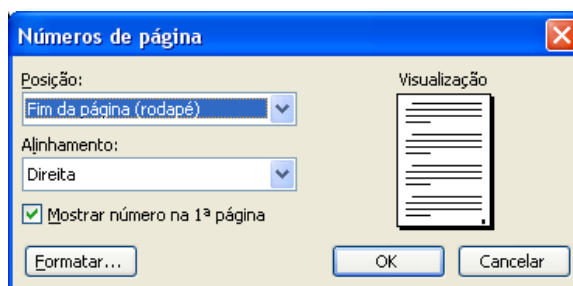 Números de página
Posição:
Visualização
Fim da página (rodapé)
Alinhamento:
Direita
Mostrar número na 1ª página
Formatar...
OK
Cancelar